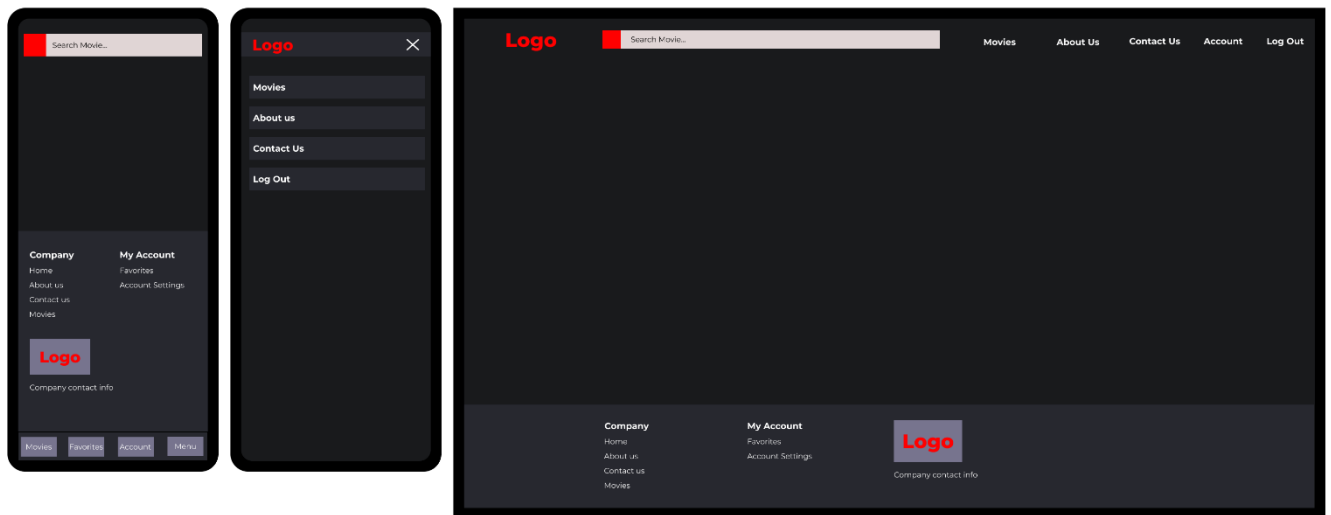 Search Movie...
Company
Home
About us
Contact us
Movies
My Account
Favorites
Account Settings
Logo
Company contact info
Movies
Favorites
Account
Menu
Logo
Movies
About us
Contact Us
Log Out
Logo
Search Movie...
Movies
About Us
Contact Us
Account
Log Out
Company
Home
About us
Contact us
Movies
My Account
Favorites
Account Settings
Logo
Company contact info